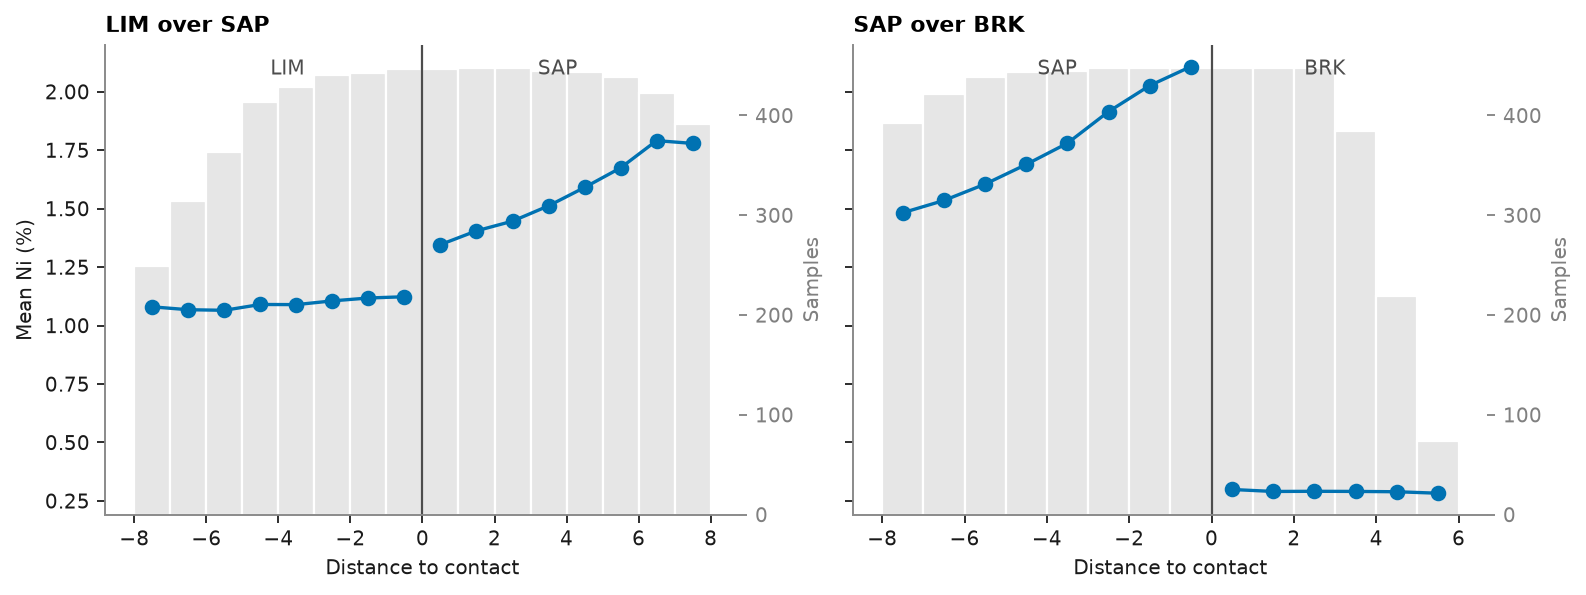 LIM over SAP
LIM
SAP
Mean Ni (%)
2.00
1.75
1.50
1.25
1.00
0.75
0.50
0.25
400
300
200
100
0
Samples
−8 −6 −4 −2 0 2 4 6 8
Distance to contact
SAP over BRK
SAP
BRK
400
300
200
100
0
Samples
−8 −6 −4 −2 0 2 4 6
Distance to contact